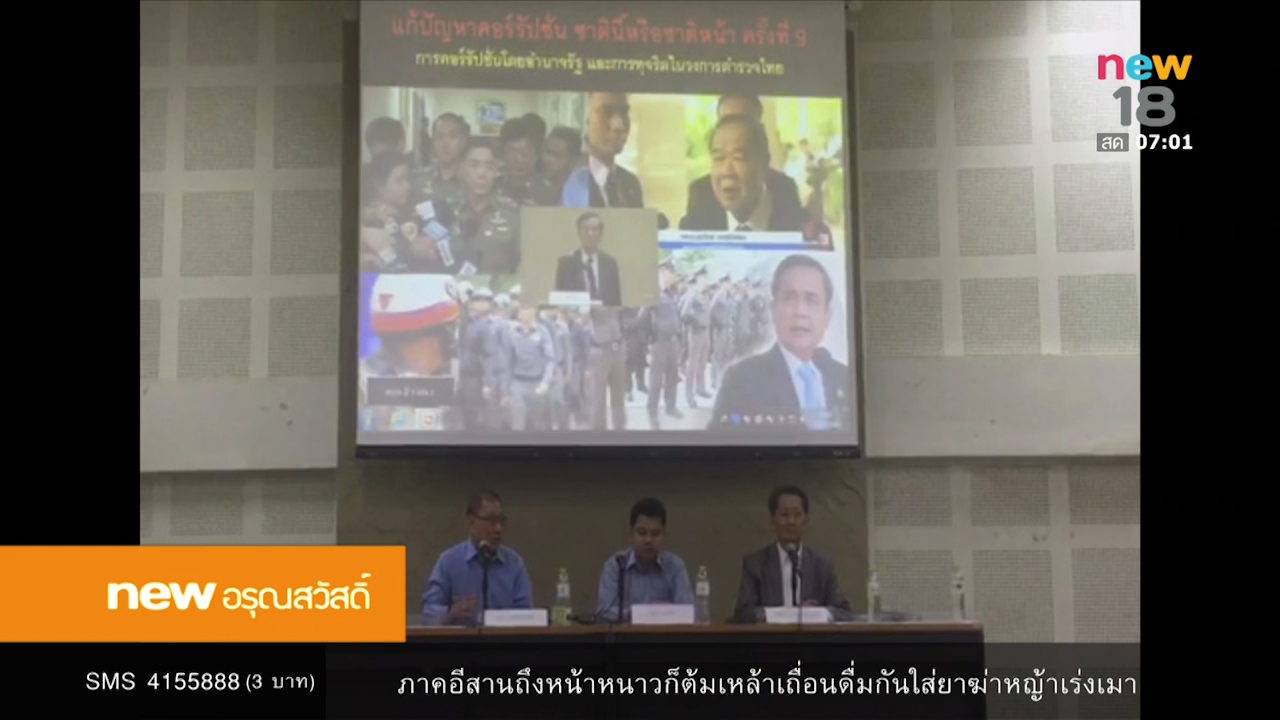 แก้ปัญหาคอร์รัปชั่น ชาตินี้หรือชาติหน้า ครั้งที่ 9
การคอร์รัปชั่นโดยอำนาจรัฐ และการทุจริตในวงการตำรวจไทย
new
18
สด 07:01
new อรุณสวัสดิ์
SMS 4155888 (3 บาท)
ภาคอีสานถึงหน้าหนาวก็ต้มเหล้าเถื่อนดื่มกันใส่ยาฆ่าหญ้าเร่งเมา